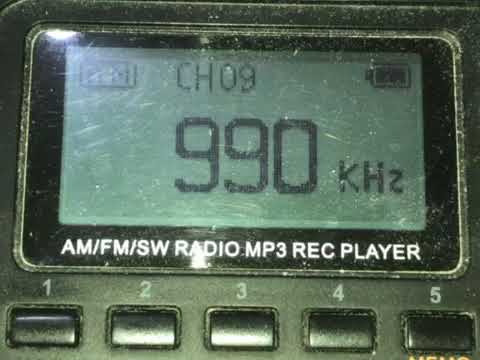 CH09
990 KHz
AM/FM/SW RADIO MP3 REC PLAYER
1 2 3 4 5